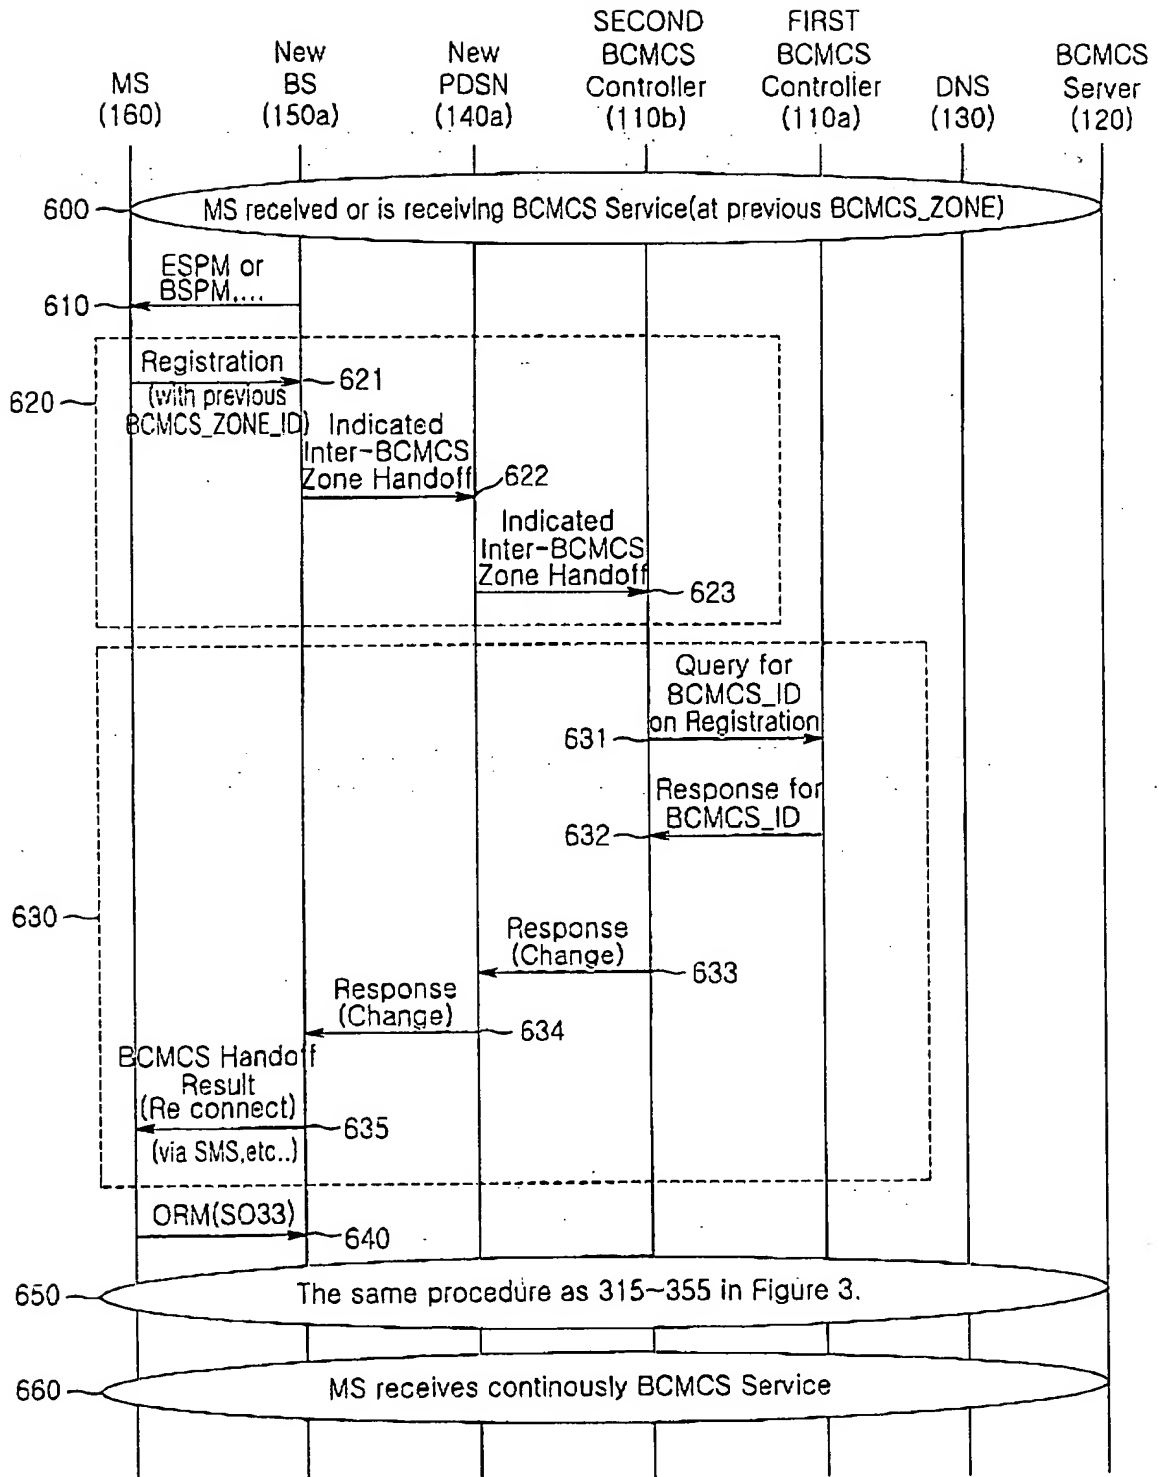 MS
(160)
New
BS
(150a)
New
PDSN
(140a)
SECOND
BCMCS
Controller
(110b)
FIRST
BCMCS
Controller
(110a)
DNS
(130)
BCMCS
Server
(120)
600
MS received or is receiving BCMCS Service(at previous BCMCS_ZONE)
ESPM or
BSPM,...
610
620
Registration
621
(with previous
BCMCS_ZONE_ID)
Indicated
Inter-BCMCS
Zone Handoff
622
Indicated
Inter-BCMCS
Zone Handoff
623
630
Query for
BCMCS_ID
on Registration
631
Response for
BCMCS_ID
632
Response
(Change)
633
Response
(Change)
634
BCMCS Handoff
Result
(Re connect)
635
(via SMS,etc..)
ORM(SO33)
640
650
The same procedure as 315~355 in Figure 3.
660
MS receives continously BCMCS Service